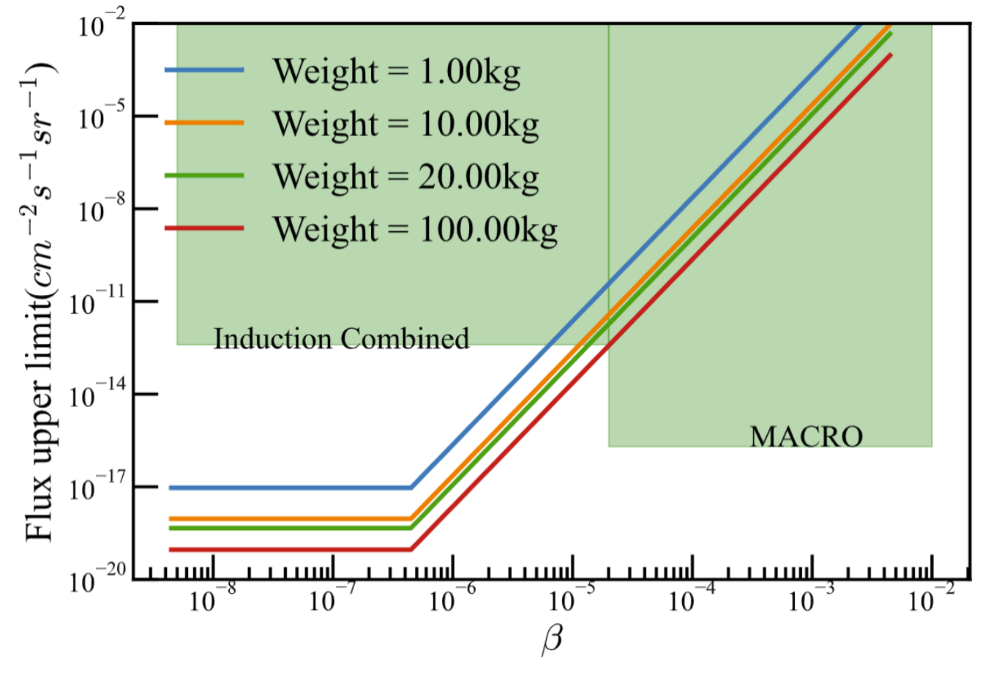 10⁻²
10⁻⁵
10⁻⁸
10⁻¹¹
10⁻¹⁴
10⁻¹⁷
10⁻²⁰
Flux upper limit(cm⁻²s⁻¹sr⁻¹)
Weight = 1.00kg
Weight = 10.00kg
Weight = 20.00kg
Weight = 100.00kg
Induction Combined
MACRO
10⁻⁸ 10⁻⁷ 10⁻⁶ 10⁻⁵ 10⁻⁴ 10⁻³ 10⁻²
β